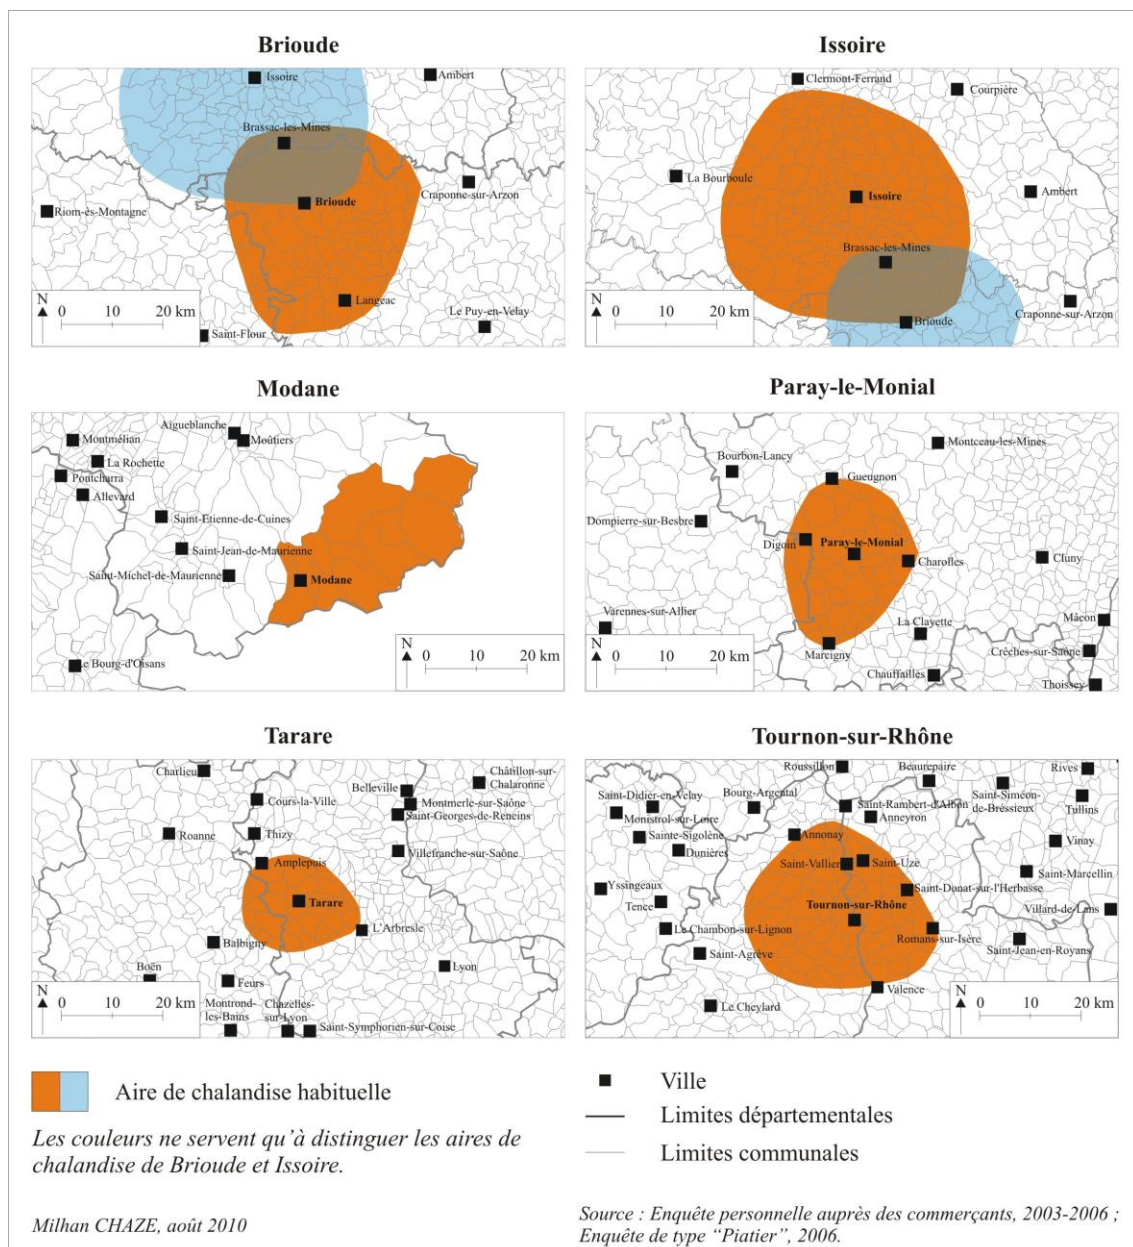 Brioude
Issoire
Issoire
Ambert
Brassac-les-Mines
Craponne-sur-Arzon
Riom-ès-Montagne
Brioude
Langeac
Le Puy-en-Velay
Saint-Flour
N
0 10 20 km
Clermont-Ferrand
Courpière
La Bourboule
Ambert
Issoire
Brassac-les-Mines
Craponne-sur-Arzon
Brioude
N
0 10 20 km
Modane
Paray-le-Monial
Aigueblanche
Montmélian
Moûtiers
La Rochette
Pontcharra
Allevard
Saint-Etienne-de-Cuines
Saint-Jean-de-Maurienne
Saint-Michel-de-Maurienne
Modane
Le Bourg-d'Oisans
N
0 10 20 km
Montceau-les-Mines
Bourbon-Lancy
Gueugnon
Dompierre-sur-Besbre
Digoin
Paray-le-Monial
Charolles
Cluny
Varennes-sur-Allier
La Clayette
Mâcon
Marcigny
Crêches-sur-Saône
Chauffailles
Thoissey
N
0 10 20 km
Tarare
Tournon-sur-Rhône
Charlieu
Châtillon-sur-
Chalaronne
Belleville
Cours-la-Ville
Montmerle-sur-Saône
Saint-Georges-de-Reneins
Roanne
Thizy
Villefranche-sur-Saône
Amplepuis
Tarare
L'Arbresle
Balbigny
Boën
Lyon
Feurs
Montrond-
les-Bains
Chazelles-
sur-Lyon
Saint-Symphorien-sur-Coise
N
0 10 20 km
Roussillon
Beaurepaire
Rives
Saint-Didier-en-Velay
Bourg-Argental
Saint-Siméon-
de-Bressieux
Saint-Rambert-d'Albon
Tullins
Monistrol-sur-Loire
Anneyron
Sainte-Sigolène
Annonay
Vinay
Dunières
Saint-Vallier
Saint-Uze
Saint-Marcellin
Yssingeaux
Saint-Donat-sur-l'Herbasse
Tence
Tournon-sur-Rhône
Villard-de-Lans
Le Chambon-sur-Lignon
Romans-sur-Isère
Saint-Agrève
Saint-Jean-en-Royans
Valence
Le Cheylard
N
0 10 20 km
Aire de chalandise habituelle
Les couleurs ne servent qu'à distinguer les aires de
chalandise de Brioude et Issoire.
Milhan CHAZE, août 2010
Ville
Limites départementales
Limites communales
Source : Enquête personnelle auprès des commerçants, 2003-2006 ;
Enquête de type “Piatier”, 2006.